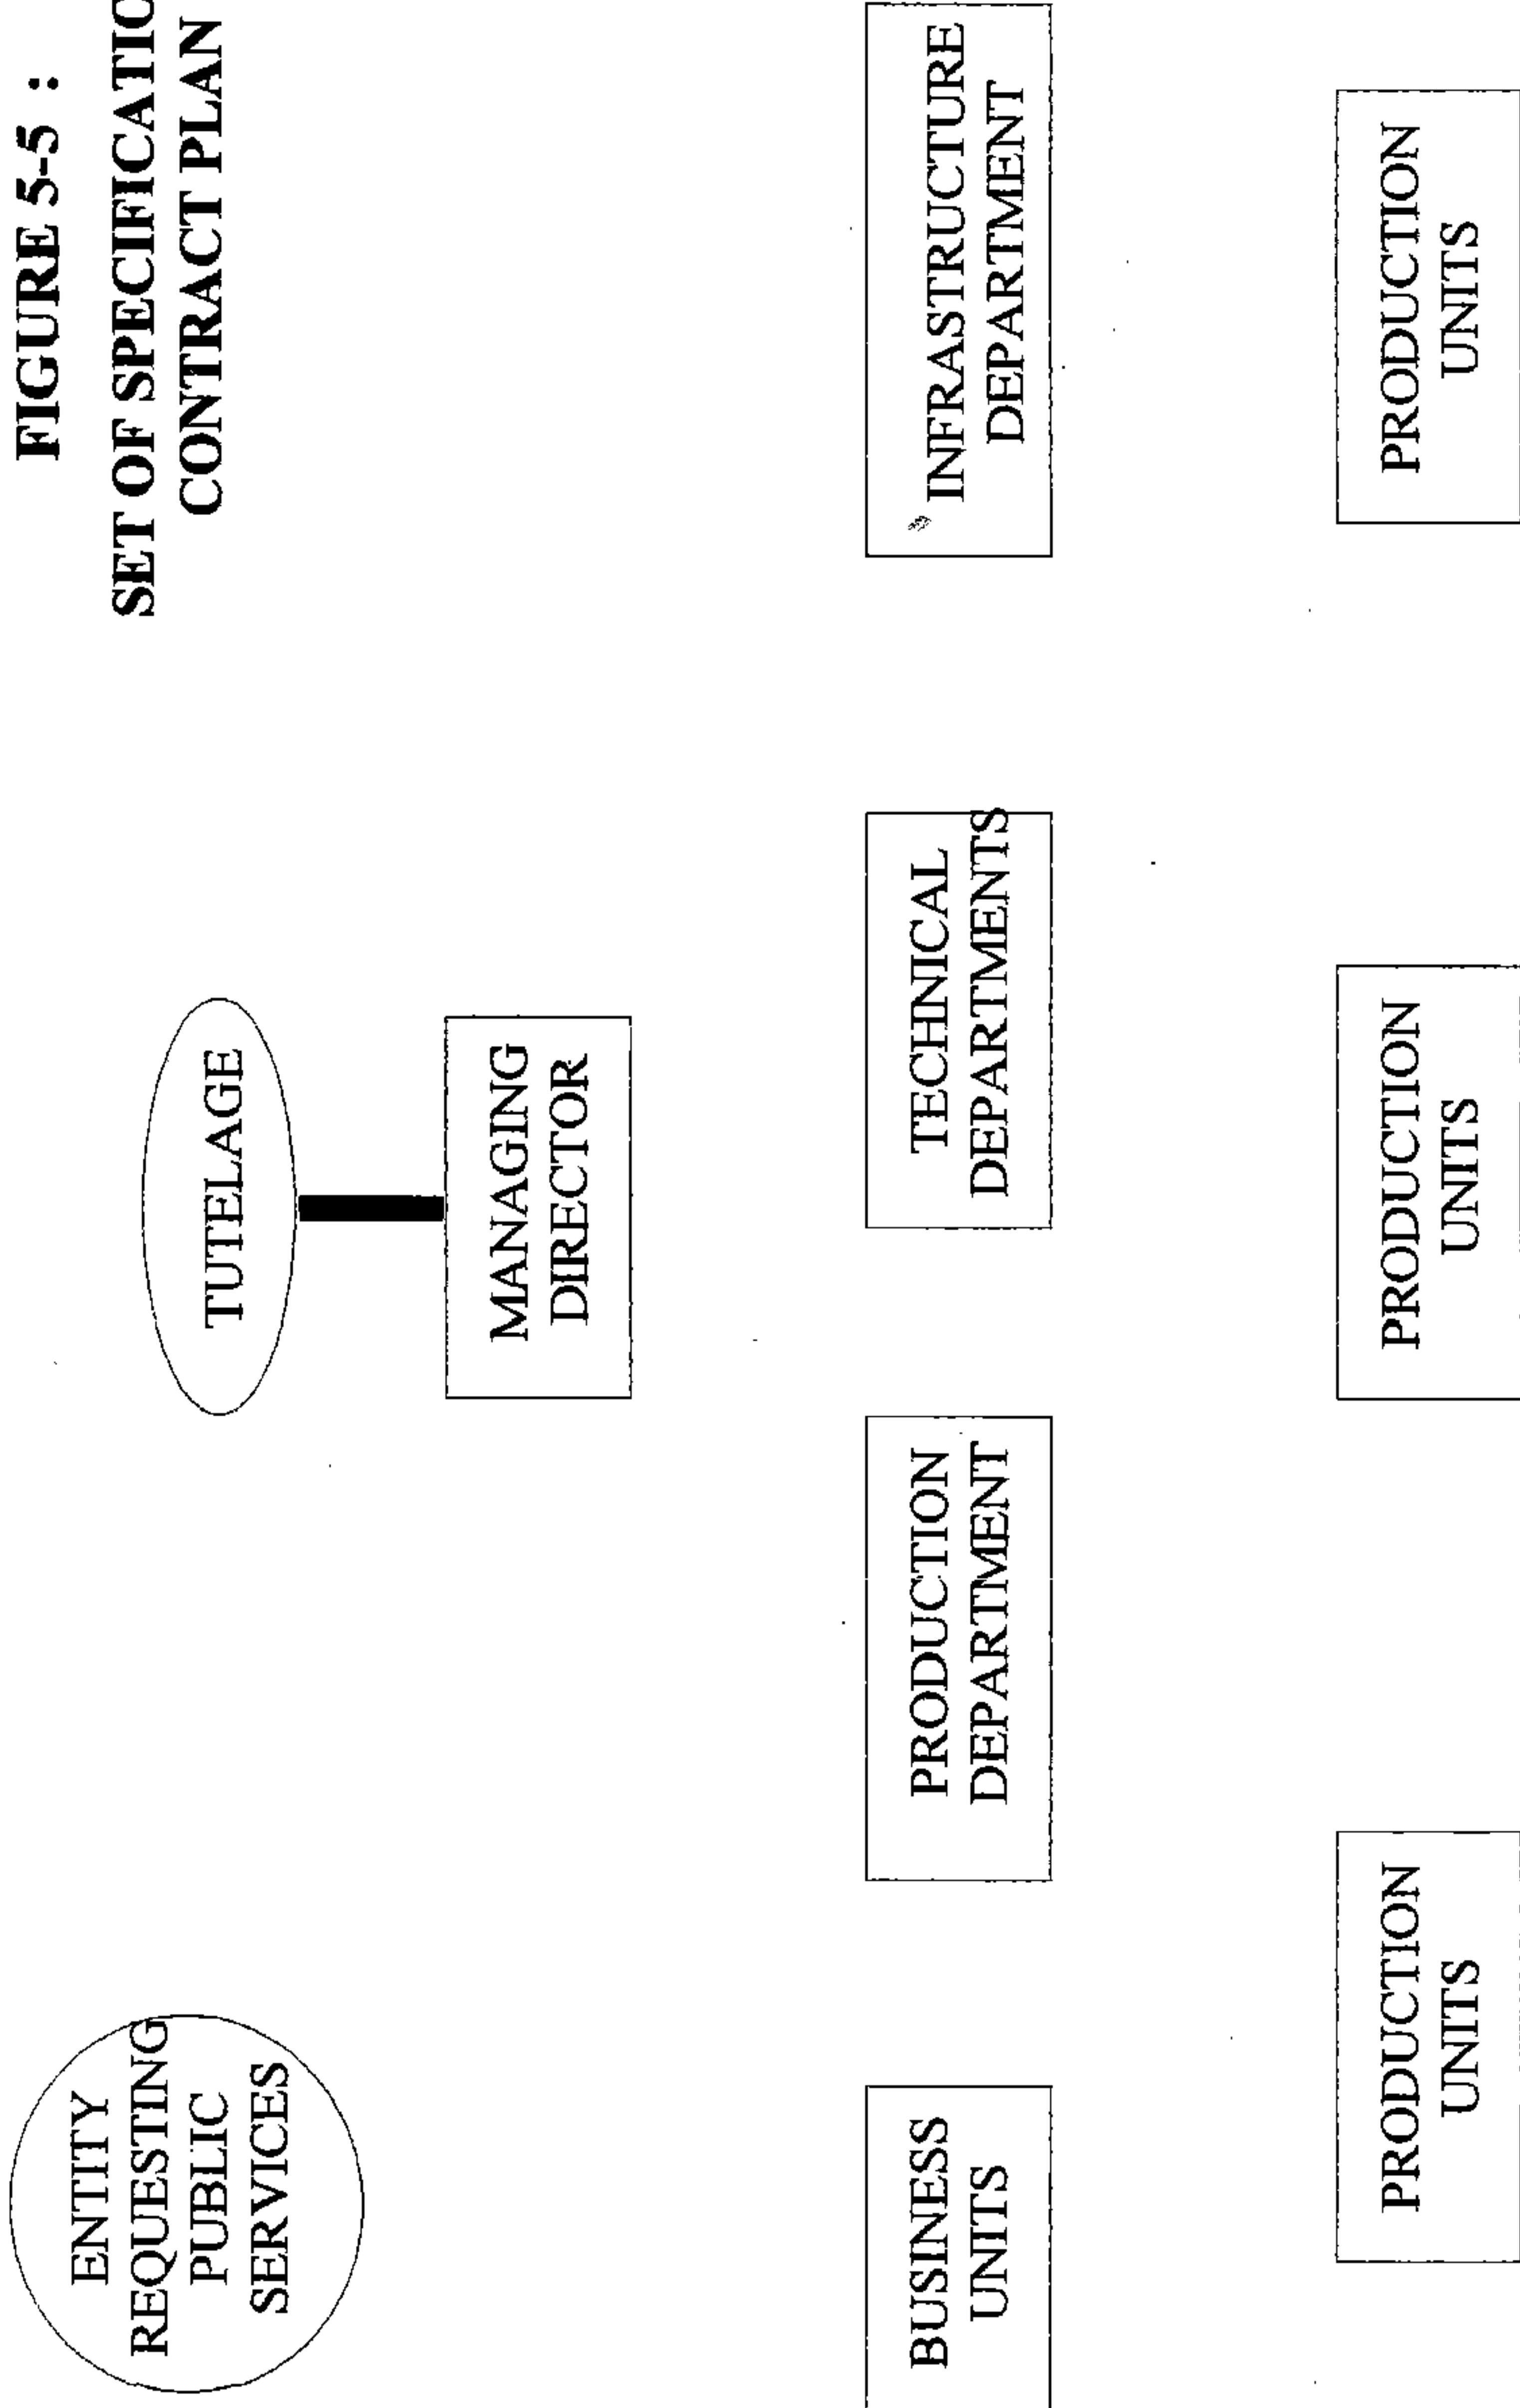 FIGURE 5-5 :
SET OF SPECIFICATIO
CONTRACT PLAN
ENTITY
REQUESTING
PUBLIC
SERVICES
TUTELAGE
MANAGING
DIRECTOR
BUSINESS
UNITS
PRODUCTION
DEPARTMENT
TECHNICAL
DEPARTMENTS
INFRASTRUCTURE
DEPARTMENT
PRODUCTION
UNITS
PRODUCTION
UNITS
PRODUCTION
UNITS